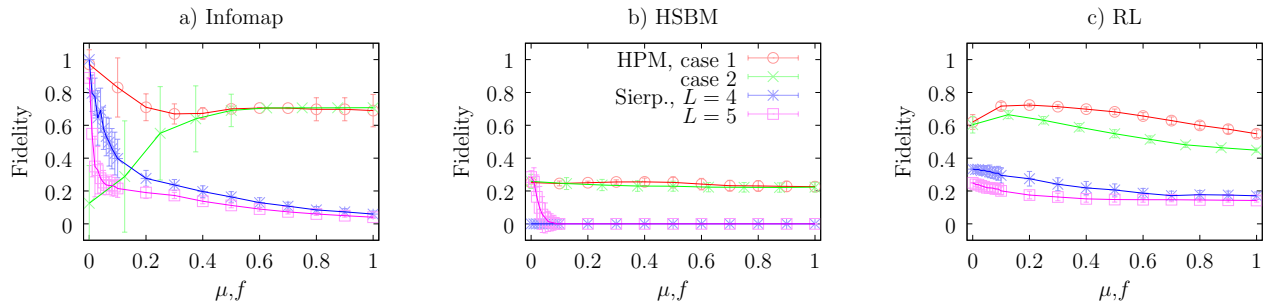 a) Infomap
Fidelity
1
0.8
0.6
0.4
0.2
0
0 0.2 0.4 0.6 0.8 1
μ,f
b) HSBM
Fidelity
1
0.8
0.6
0.4
0.2
0
HPM, case 1
case 2
Sierp., L = 4
L = 5
0 0.2 0.4 0.6 0.8 1
μ,f
c) RL
Fidelity
1
0.8
0.6
0.4
0.2
0
0 0.2 0.4 0.6 0.8 1
μ,f